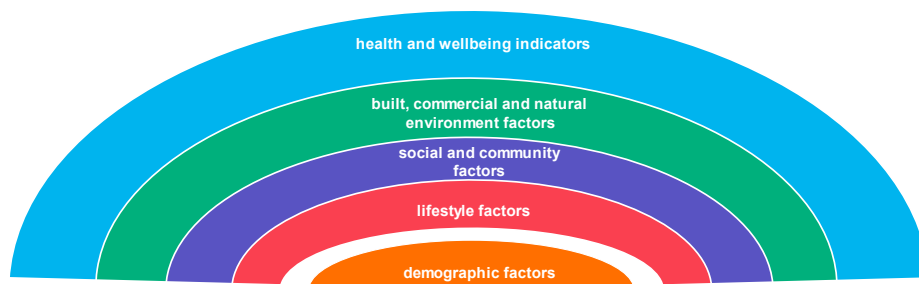 health and wellbeing indicators
built, commercial and natural
environment factors
social and community
factors
lifestyle factors
demographic factors